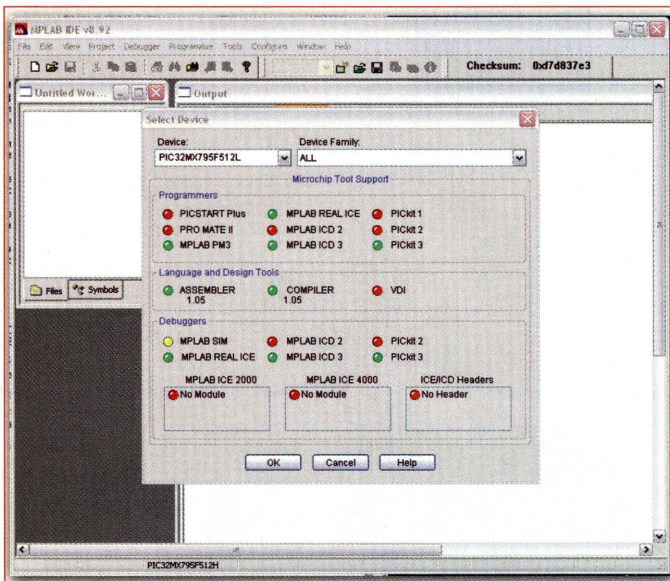 MPLAB IDE v8.92
File Edit View Project Debugger Programmer Tools Configure Window Help
Checksum: 0xd7d837e3
Untitled Wor...
Output
Select Device
Device: Device Family:
PIC32MX795F512L ALL
Microchip Tool Support
Programmers
PICSTART Plus MPLAB REAL ICE PICkit 1
PRO MATE II MPLAB ICD 2 PICkit 2
MPLAB PM3 MPLAB ICD 3 PICkit 3
Language and Design Tools
ASSEMBLER COMPILER VDI
1.05 1.05
Files Symbols
Debuggers
MPLAB SIM MPLAB ICD 2 PICkit 2
MPLAB REAL ICE MPLAB ICD 3 PICkit 3
MPLAB ICE 2000 MPLAB ICE 4000 ICE/ICD Headers
No Module No Module No Header
OK Cancel Help
PIC32MX795F512H